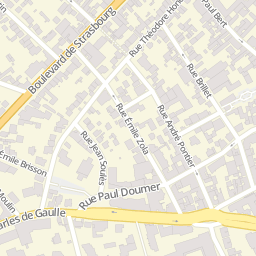 Boulevard de Strasbourg
Paul Bert
Rue Théodore Hon
Rue Brillet
Rue Émile Zola
Rue André Pontier
Rue Jean Soulès
Émile Brisson
Moulin
Rue Paul Doumer
arles de Gaulle